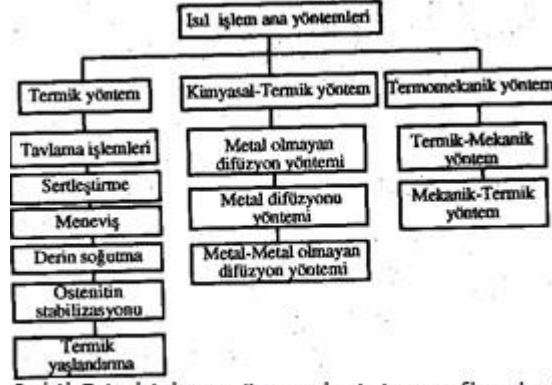 Isıl işlem ana yöntemleri
Termik yöntem
Kimyasal-Termik yöntem
Termomekanik yöntem
Tavlama işlemleri
Sertleştirme
Meneviş
Derin soğutma
Östenitin
stabilizasyonu
Termik
yaşlandırma
Metal olmayan
difüzyon yöntemi
Metal difüzyonu
yöntemi
Metal-Metal olmayan
difüzyon yöntemi
Termik-Mekanik
yöntem
Mekanik-Termik
yöntem